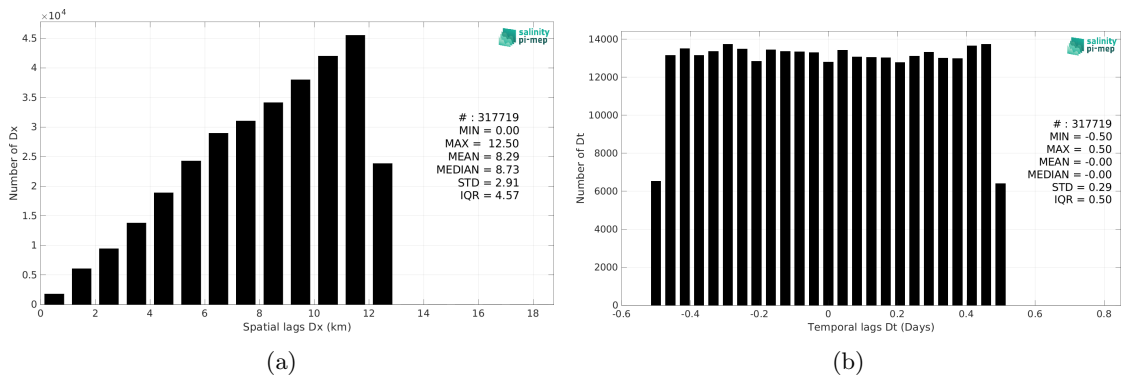 ×10⁴
4.5
4
3.5
3
2.5
2
1.5
1
0.5
0
Number of Dx
salinity
pi-mep
# : 317719
MIN = 0.00
MAX = 12.50
MEAN = 8.29
MEDIAN = 8.73
STD = 2.91
IQR = 4.57
0 2 4 6 8 10 12 14 16 18
Spatial lags Dx (km)
(a)
14000
12000
10000
8000
6000
4000
2000
0
Number of Dt
salinity
pi-mep
# : 317719
MIN = -0.50
MAX = 0.50
MEAN = -0.00
MEDIAN = -0.00
STD = 0.29
IQR = 0.50
-0.6 -0.4 -0.2 0 0.2 0.4 0.6 0.8
Temporal lags Dt (Days)
(b)